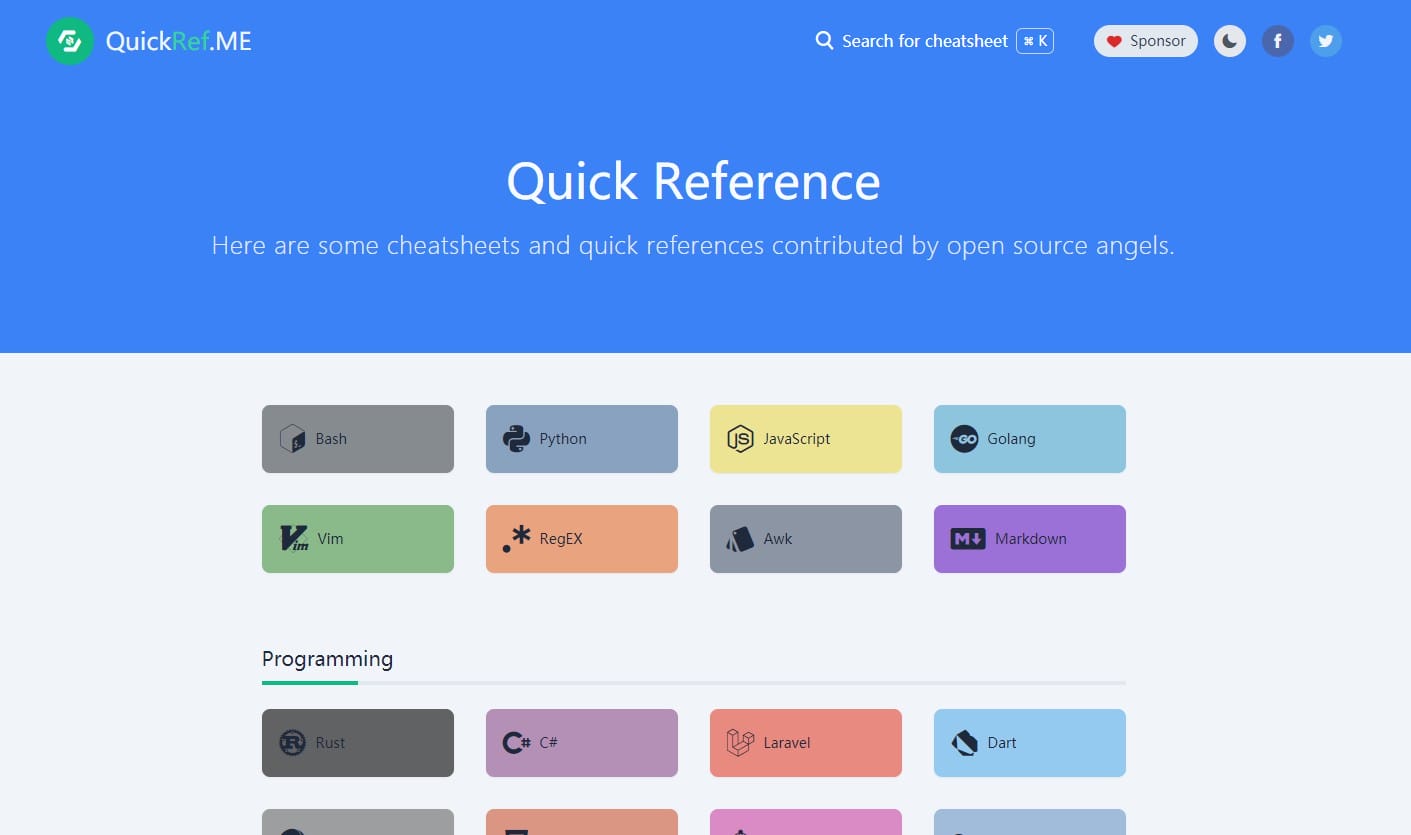 QuickRef.ME
Search for cheatsheet ⌘ K
Sponsor
Quick Reference
Here are some cheatsheets and quick references contributed by open source angels.
Bash
Python
JavaScript
Golang
Vim
RegEX
Awk
Markdown
Programming
Rust
C#
Laravel
Dart